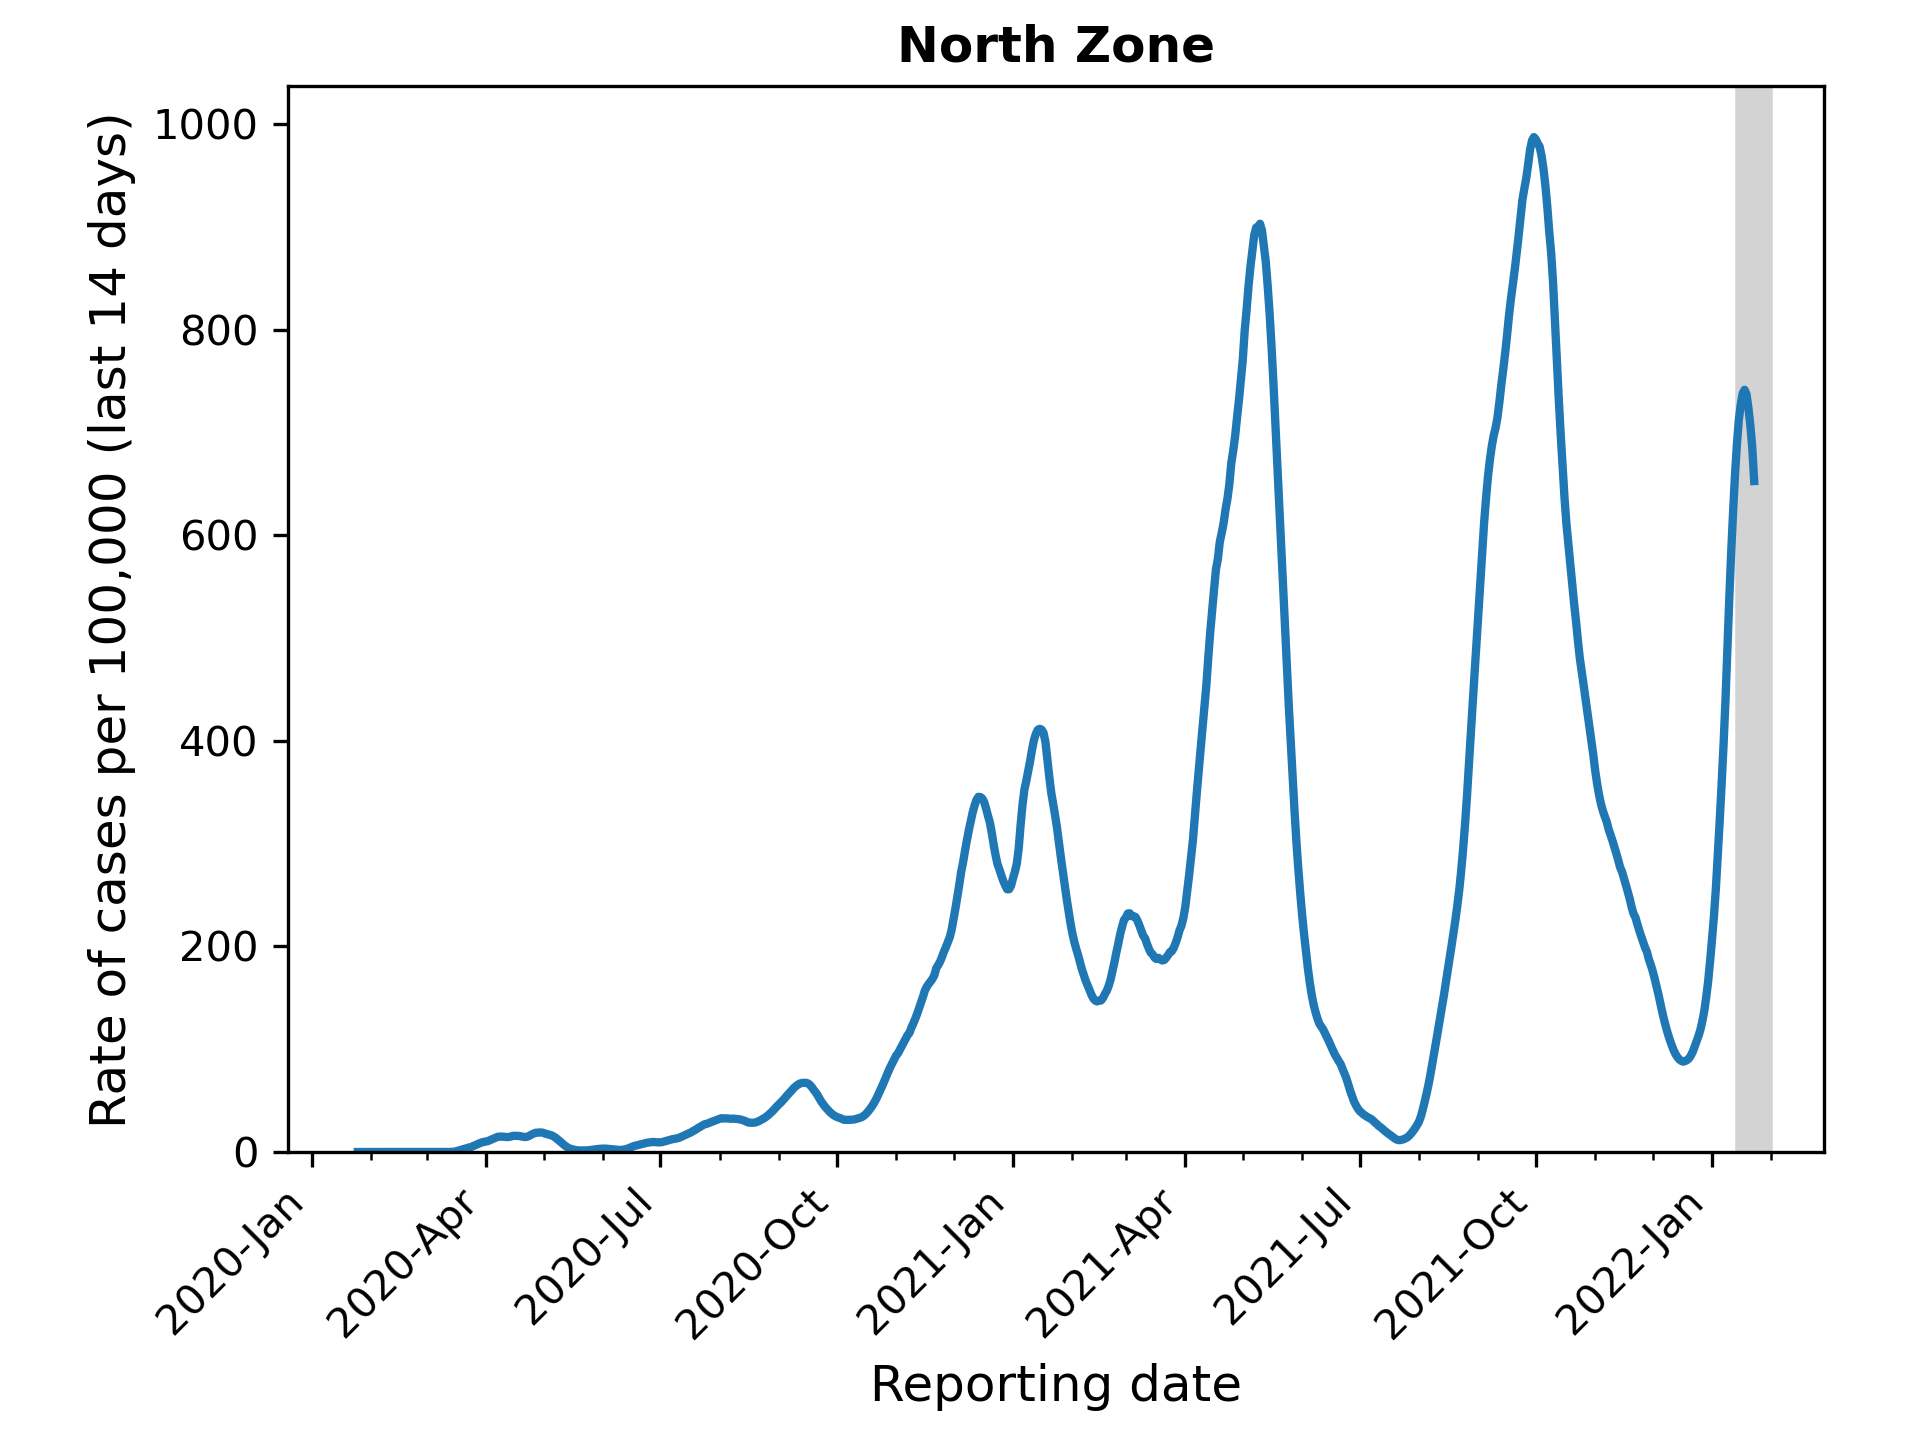 North Zone
Rate of cases per 100,000 (last 14 days)
1000
800
600
400
200
0
2020-Jan
2020-Apr
2020-Jul
2020-Oct
2021-Jan
2021-Apr
2021-Jul
2021-Oct
2022-Jan
Reporting date